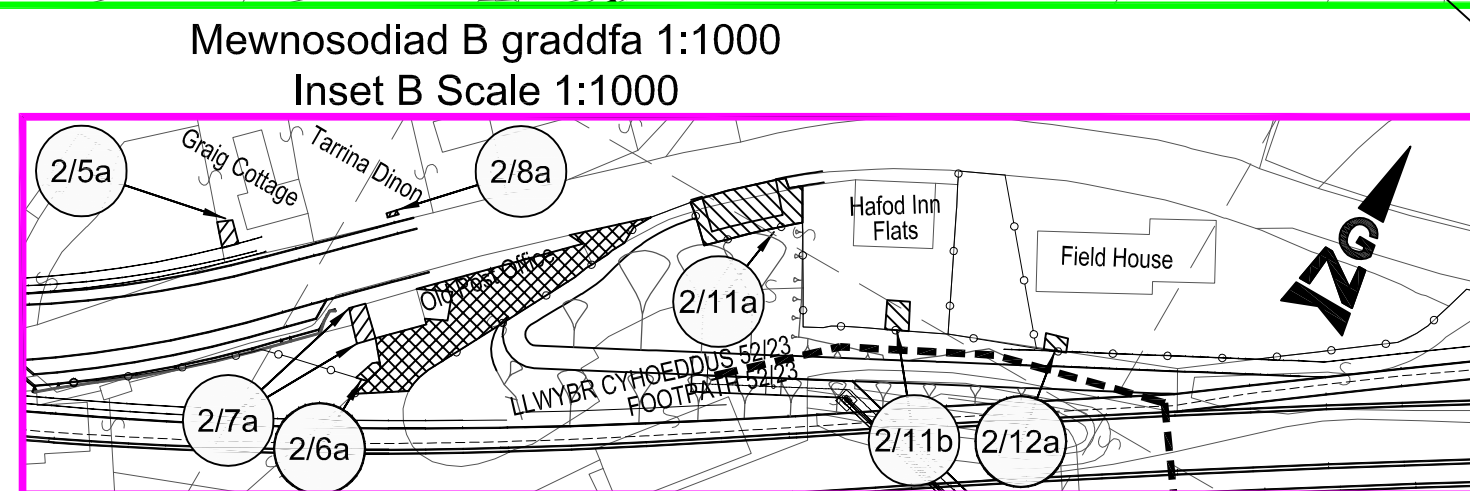 Mewnosodiad B graddfa 1:1000
Inset B Scale 1:1000
2/5a
Graig Cottage
Tarrina Dinon
2/8a
Hafod Inn
Flats
Field House
G
N
Old Post Office
2/11a
LLWYBR CYHOEDDUS 52/23
FOOTPATH 52/23
2/7a
2/6a
2/11b
2/12a